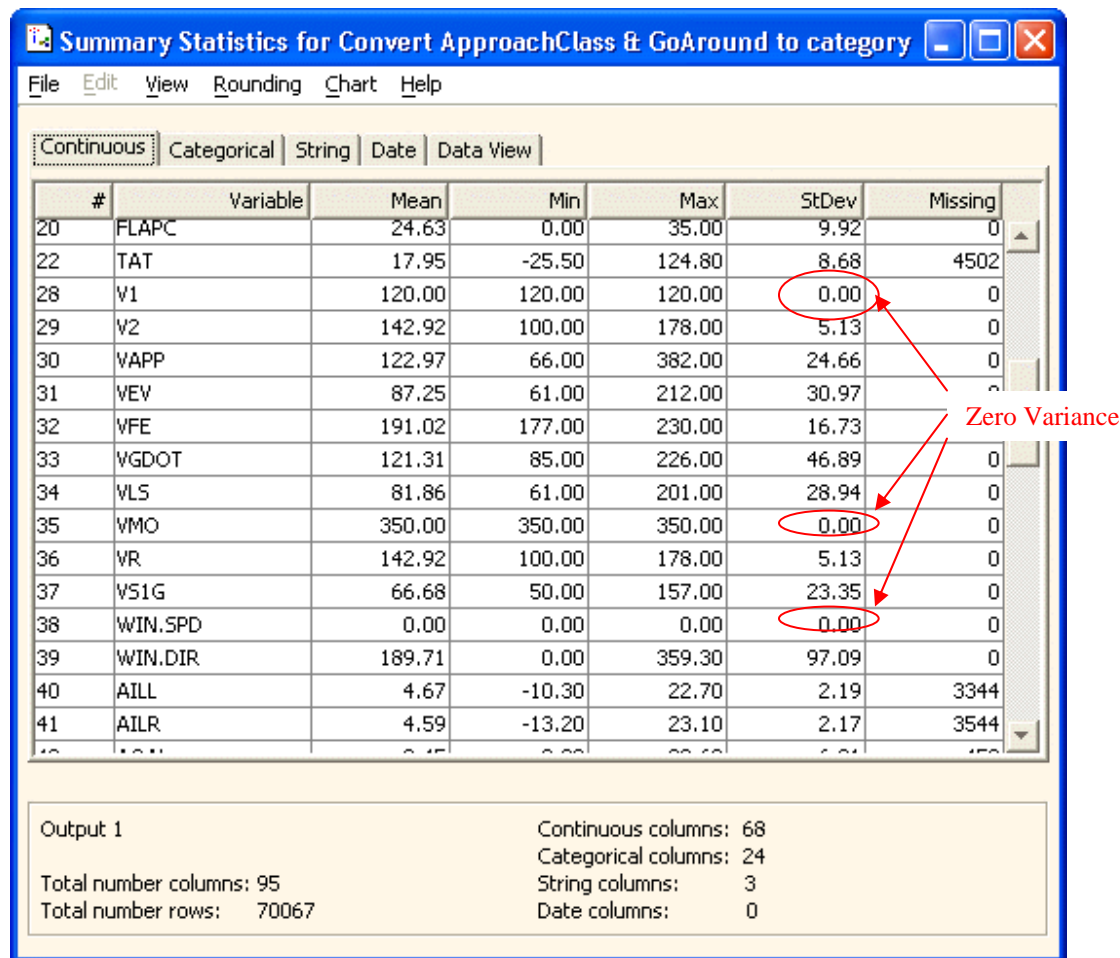 Summary Statistics for Convert ApproachClass & GoAround to category
File Edit View Rounding Chart Help
Continuous Categorical String Date Data View
# Variable Mean Min Max StDev Missing
20 FLAPC 24.63 0.00 35.00 9.92 0
22 TAT 17.95 -25.50 124.80 8.68 4502
28 V1 120.00 120.00 120.00 0.00 0
29 V2 142.92 100.00 178.00 5.13 0
30 VAPP 122.97 66.00 382.00 24.66 0
31 VEV 87.25 61.00 212.00 30.97
32 VFE 191.02 177.00 230.00 16.73
Zero Variance
33 VGDOT 121.31 85.00 226.00 46.89 0
34 VLS 81.86 61.00 201.00 28.94 0
35 VMO 350.00 350.00 350.00 0.00 0
36 VR 142.92 100.00 178.00 5.13 0
37 VS1G 66.68 50.00 157.00 23.35 0
38 WIN.SPD 0.00 0.00 0.00 0.00 0
39 WIN.DIR 189.71 0.00 359.30 97.09 0
40 AILL 4.67 -10.30 22.70 2.19 3344
41 AILR 4.59 -13.20 23.10 2.17 3544
Output 1
Total number columns: 95
Total number rows: 70067
Continuous columns: 68
Categorical columns: 24
String columns: 3
Date columns: 0